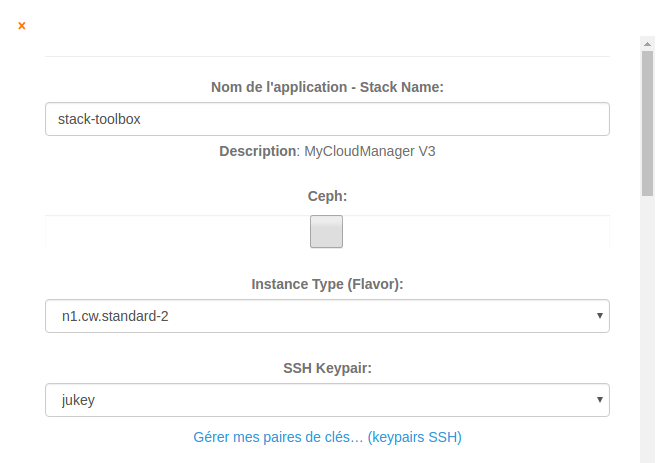 ×
Nom de l'application - Stack Name:
stack-toolbox
Description: MyCloudManager V3
Ceph:
Instance Type (Flavor):
n1.cw.standard-2
SSH Keypair:
jukey
Gérer mes paires de clés… (keypairs SSH)